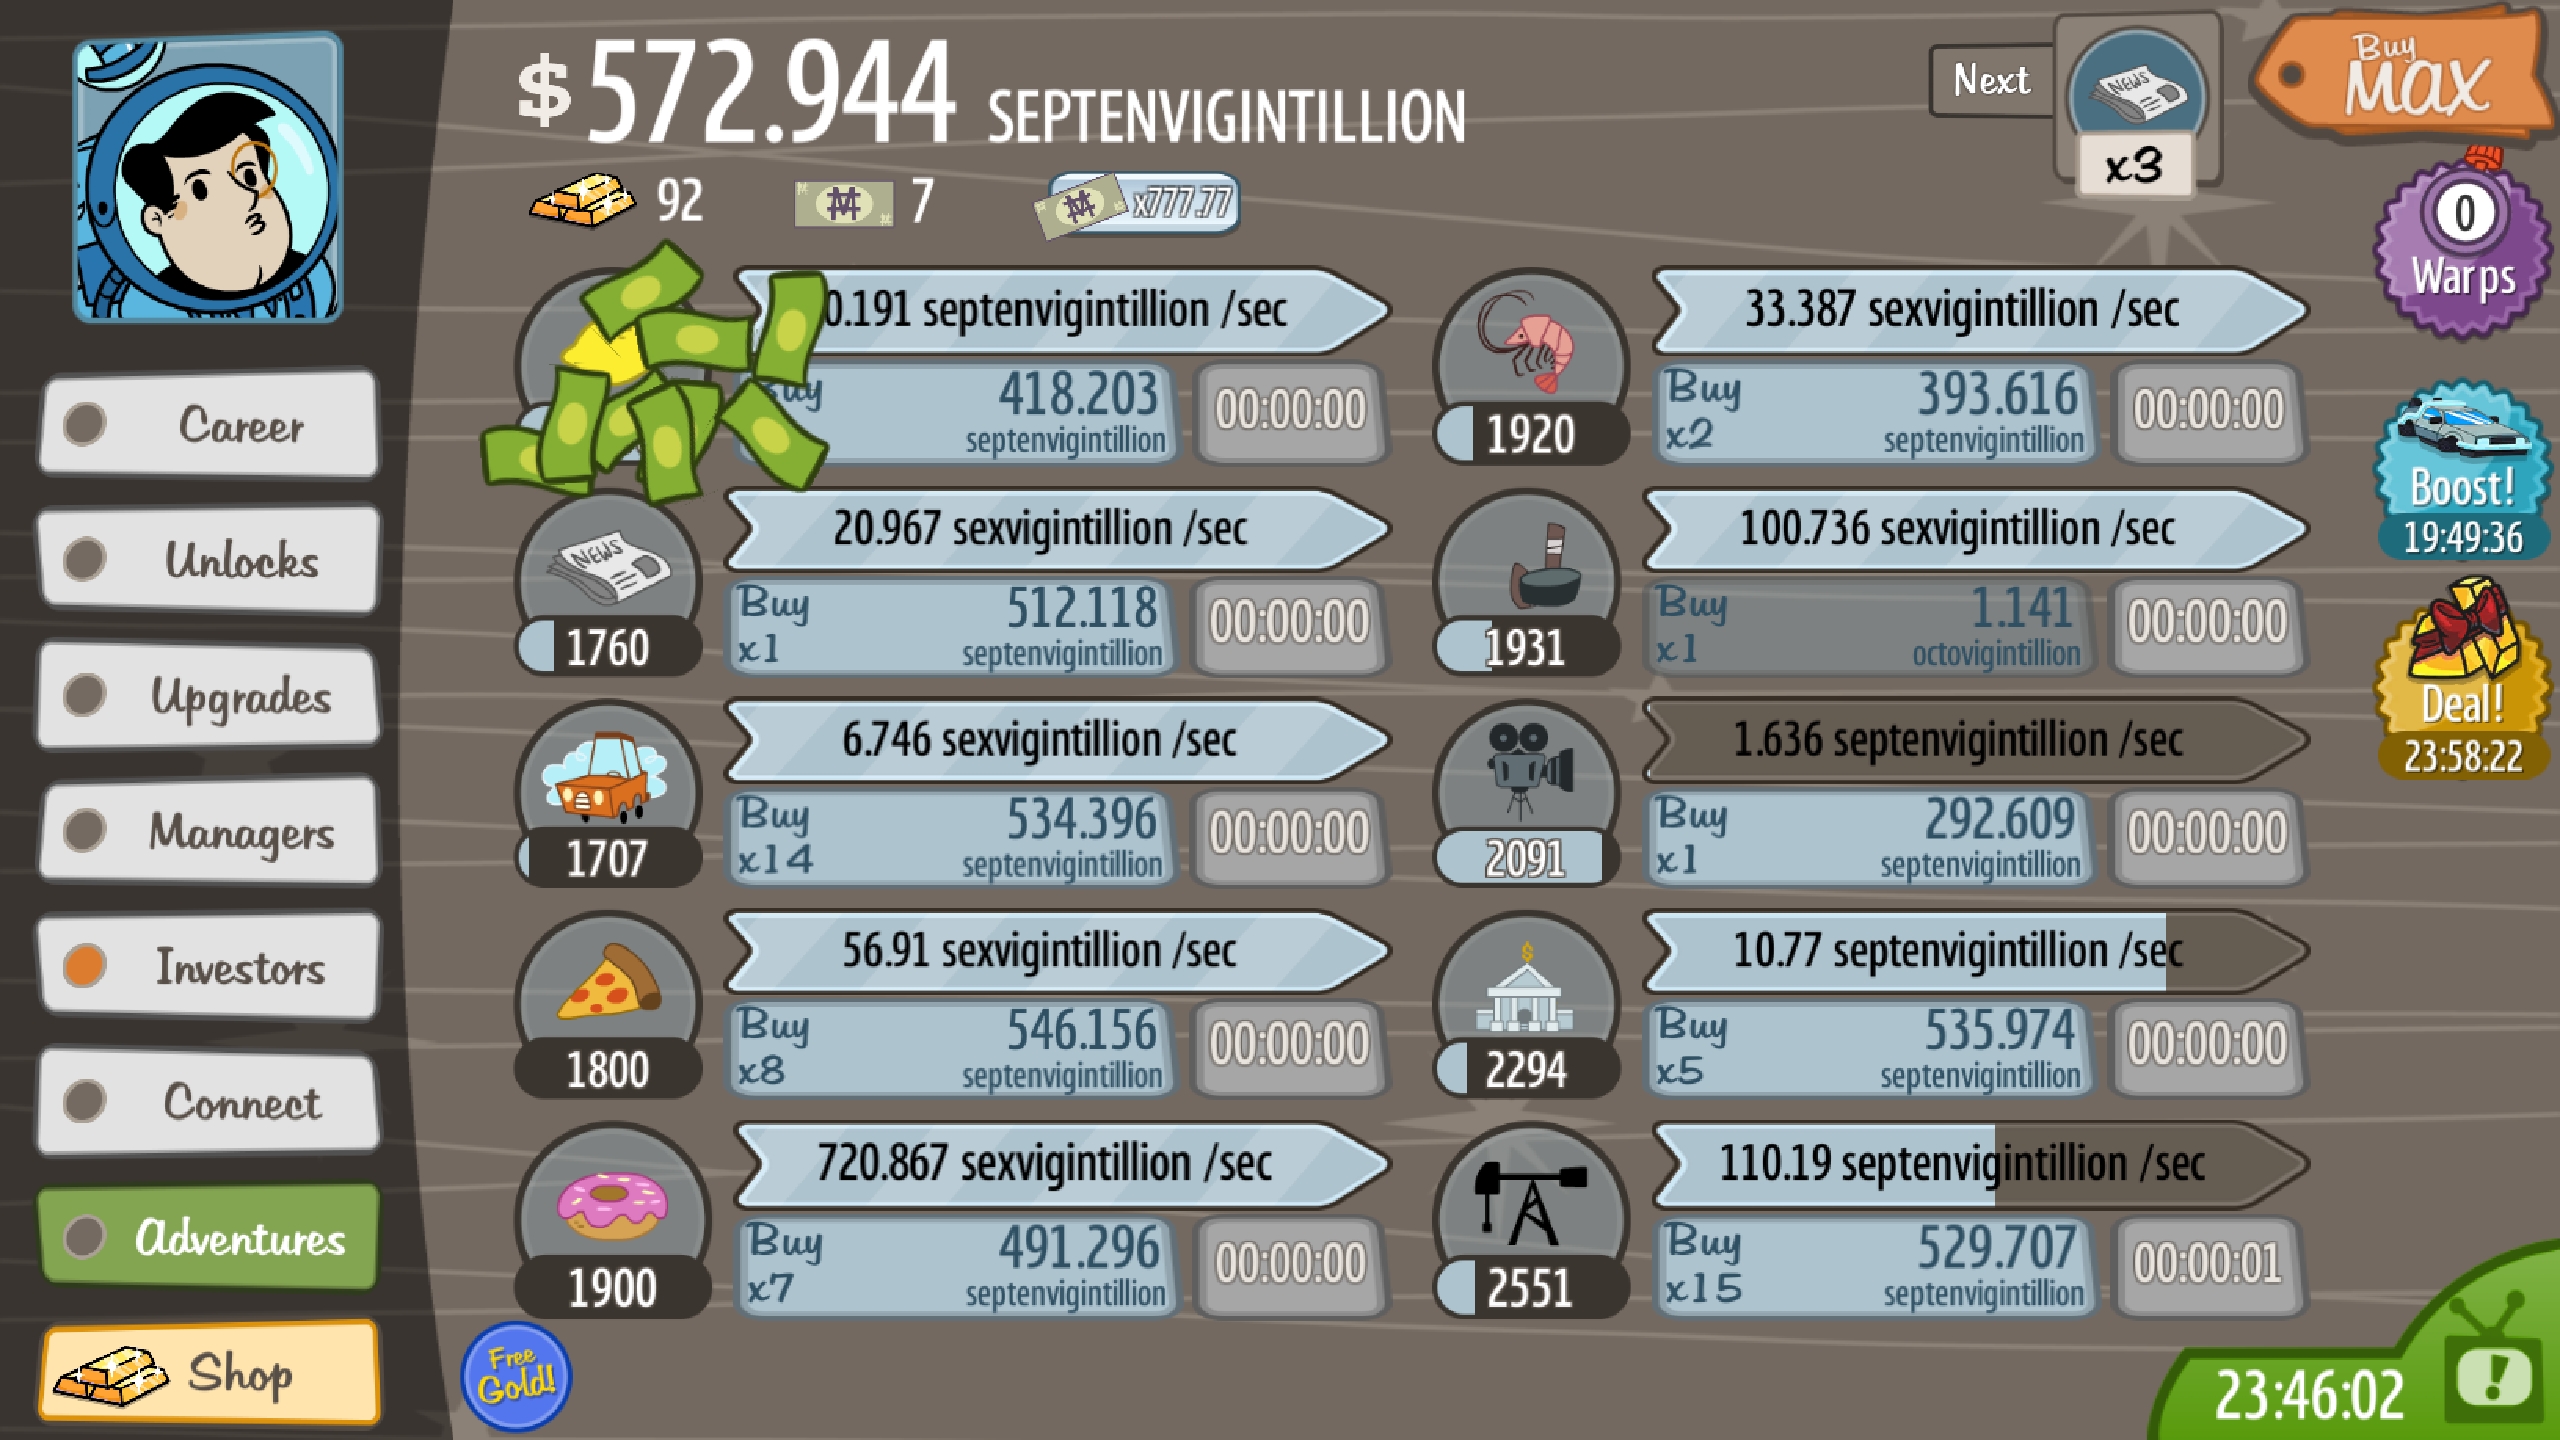 $572.944 SEPTENVIGINTILLION
92 7 x777.77
Next
x3
Buy
MAX
0
Warps
Boost!
19:49:36
Deal!
23:58:22
Career
Unlocks
Upgrades
Managers
Investors
Connect
Adventures
Shop
0.191 septenvigintillion /sec
Buy
418.203
septenvigintillion
00:00:00
NEWS
1760
20.967 sexvigintillion /sec
Buy
x1
512.118
septenvigintillion
00:00:00
1707
6.746 sexvigintillion /sec
Buy
x14
534.396
septenvigintillion
00:00:00
1800
56.91 sexvigintillion /sec
Buy
x8
546.156
septenvigintillion
00:00:00
1900
720.867 sexvigintillion /sec
Buy
x7
491.296
septenvigintillion
00:00:00
1920
33.387 sexvigintillion /sec
Buy
x2
393.616
septenvigintillion
00:00:00
1931
100.736 sexvigintillion /sec
Buy
x1
1.141
octovigintillion
00:00:00
2091
1.636 septenvigintillion /sec
Buy
x1
292.609
septenvigintillion
00:00:00
$
2294
10.77 septenvigintillion /sec
Buy
x5
535.974
septenvigintillion
00:00:00
2551
110.19 septenvigintillion /sec
Buy
x15
529.707
septenvigintillion
00:00:01
Free
Gold!
23:46:02
!